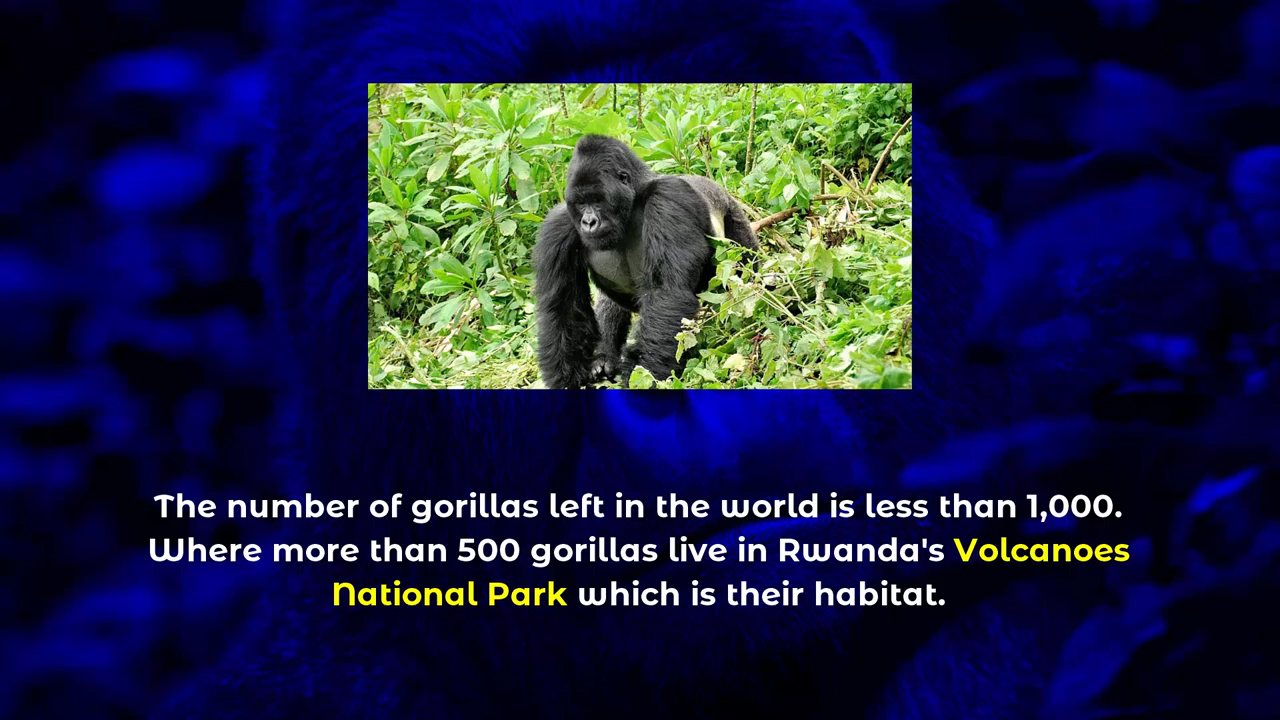 The number of gorillas left in the world is less than 1,000.
Where more than 500 gorillas live in Rwanda's Volcanoes
National Park which is their habitat.